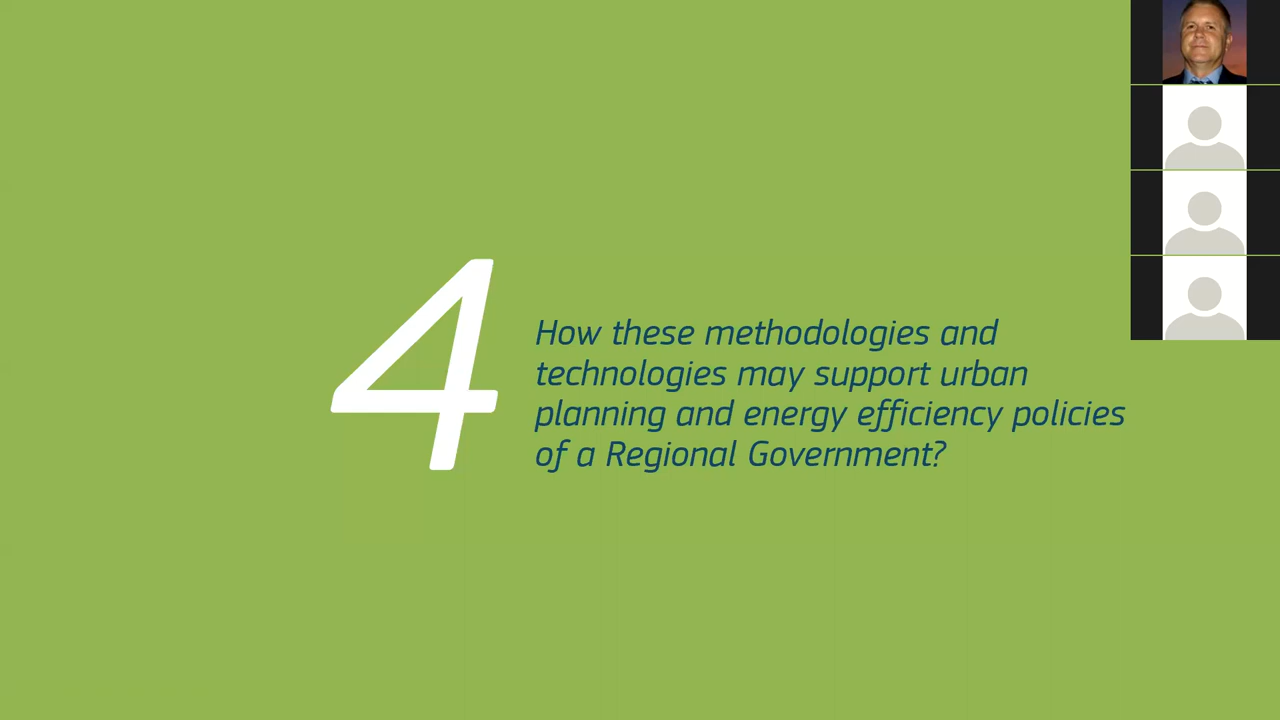 4
How these methodologies and
technologies may support urban
planning and energy efficiency policies
of a Regional Government?